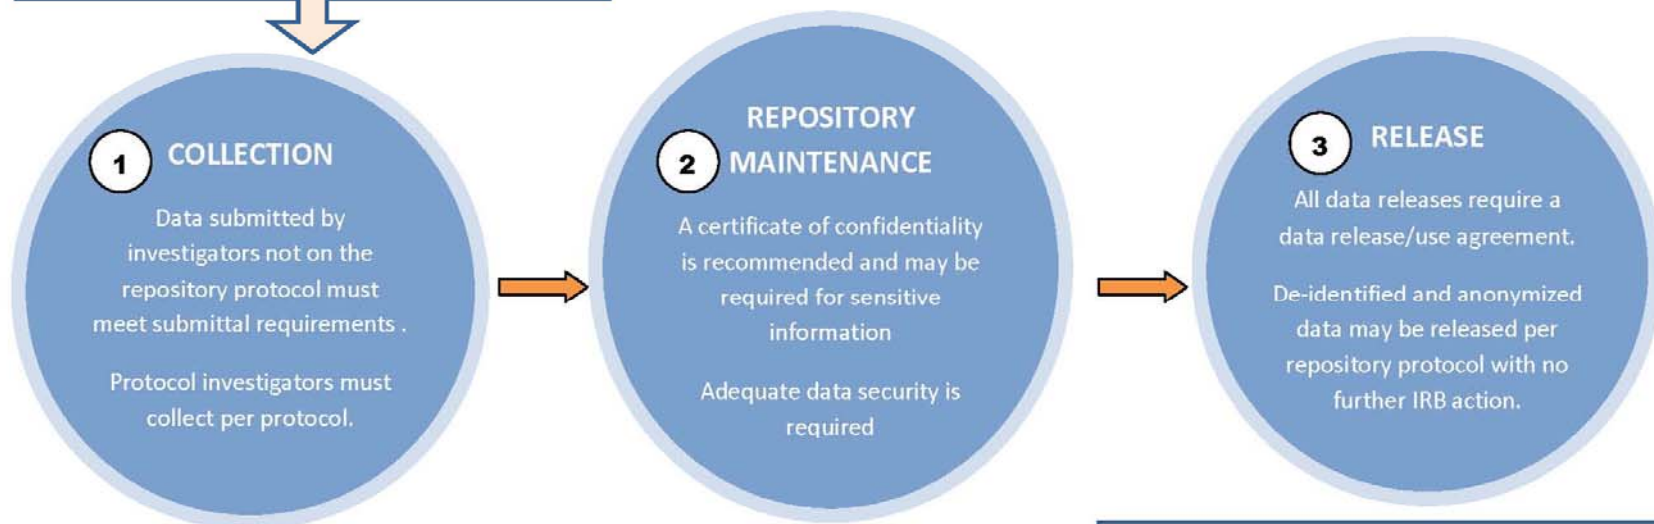 1
COLLECTION
Data submitted by
investigators not on the
repository protocol must
meet submittal requirements .
Protocol investigators must
collect per protocol.
2
REPOSITORY
MAINTENANCE
A certificate of confidentiality
is recommended and may be
required for sensitive
information
Adequate data security is
required
3
RELEASE
All data releases require a
data release/use agreement.
De-identified and anonymized
data may be released per
repository protocol with no
further IRB action.